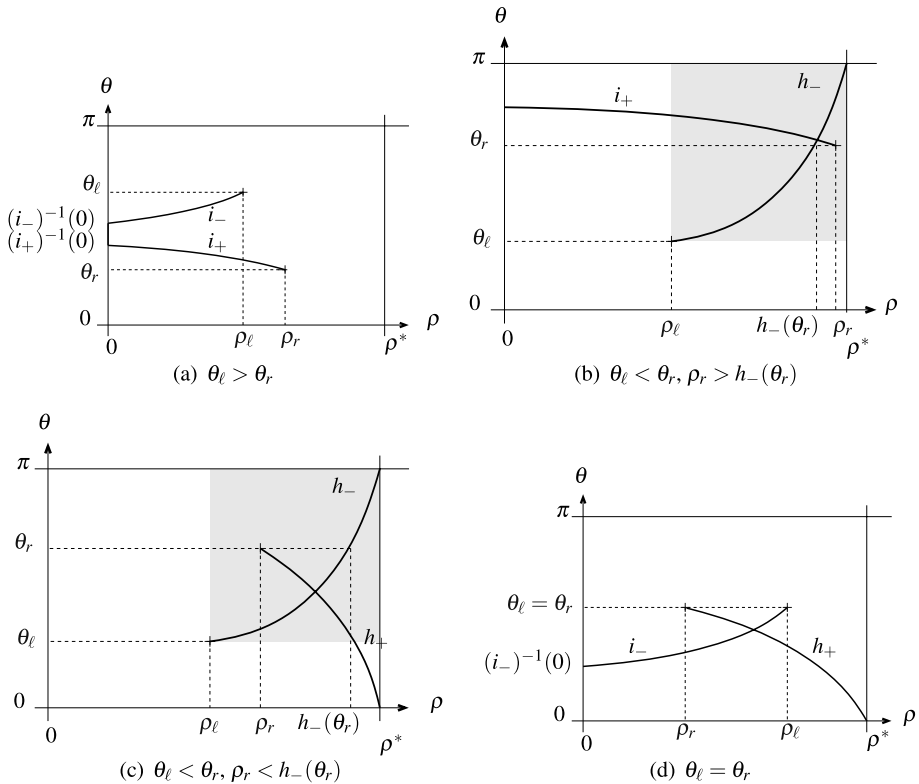 θ
π
θℓ
(i₋)⁻¹(0)
(i₊)⁻¹(0)
θr
0
i₋
i₊
ρ
0
ρℓ
ρr
ρ*
(a) θℓ > θr
θ
π
i₊
h₋
θr
θℓ
0
ρ
ρℓ
h₋(θr)
ρr
ρ*
(b) θℓ < θr, ρr > h₋(θr)
θ
π
h₋
θr
θℓ
h₊
0
ρ
0
ρℓ
ρr
h₋(θr)
ρ*
(c) θℓ < θr, ρr < h₋(θr)
θ
π
θℓ = θr
i₋
h₊
(i₋)⁻¹(0)
0
ρ
0
ρr
ρℓ
ρ*
(d) θℓ = θr